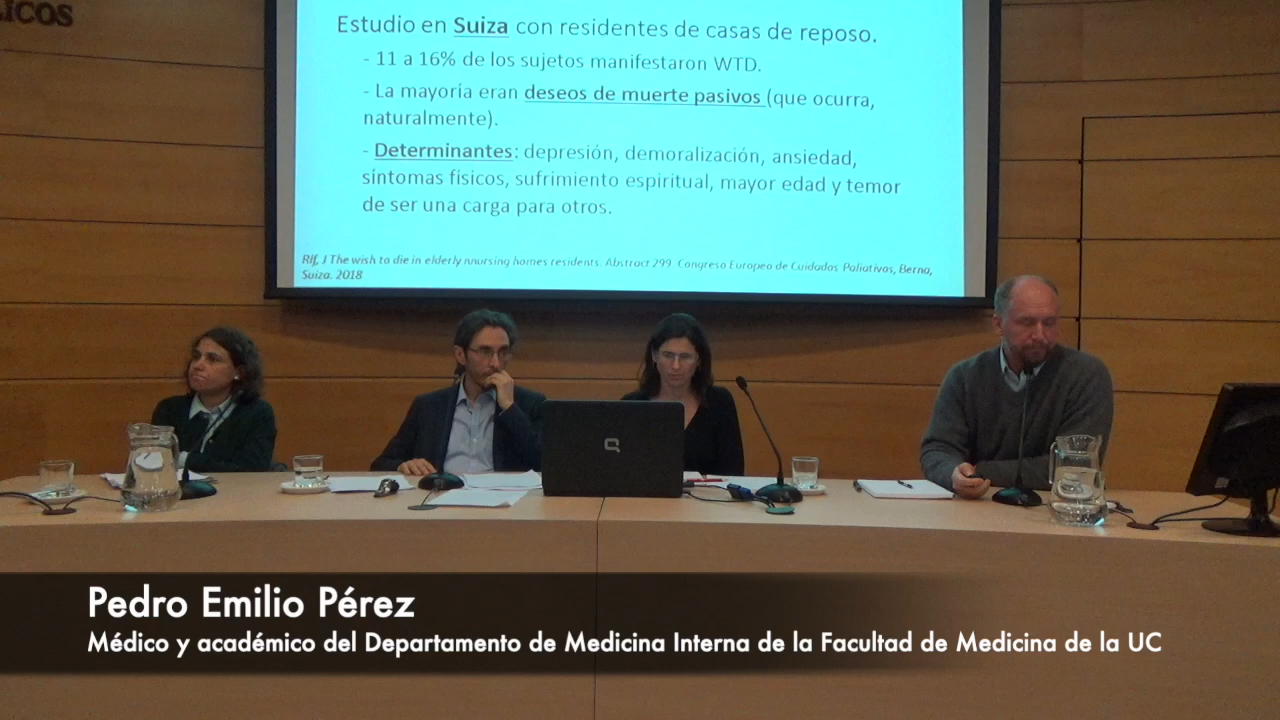 ICOS
Estudio en Suiza con residentes de casas de reposo.
- 11 a 16% de los sujetos manifestaron WTD.
- La mayoría eran deseos de muerte pasivos (que ocurra,
naturalmente).
- Determinantes: depresión, demoralización, ansiedad,
síntomas físicos, sufrimiento espiritual, mayor edad y temor
de ser una carga para otros.
Rif, J The wish to die in elderly nnursing homes residents. Abstract 299. Congreso Europeo de Cuidados Paliativos, Berna,
Suiza. 2018
Pedro Emilio Pérez
Médico y académico del Departamento de Medicina Interna de la Facultad de Medicina de la UC